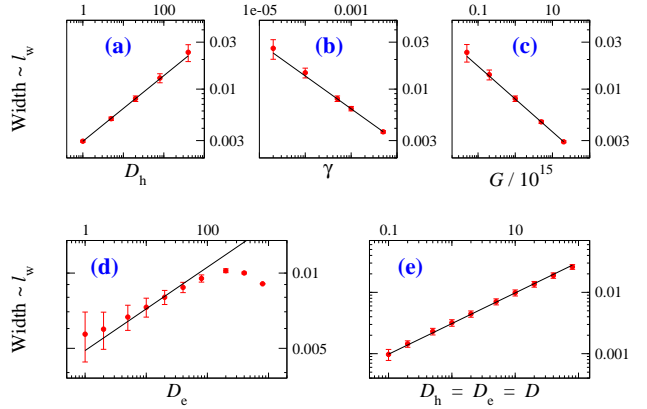 1 100 1e-05 0.001 0.1 10
Width ~ l_w (a) 0.03 0.01 0.003 (b) 0.03 0.01 0.003 (c) 0.03 0.01 0.003
D_h γ G / 10^15
1 100 0.1 10
Width ~ l_w (d) 0.01 0.005 (e) 0.01 0.001
D_e D_h = D_e = D